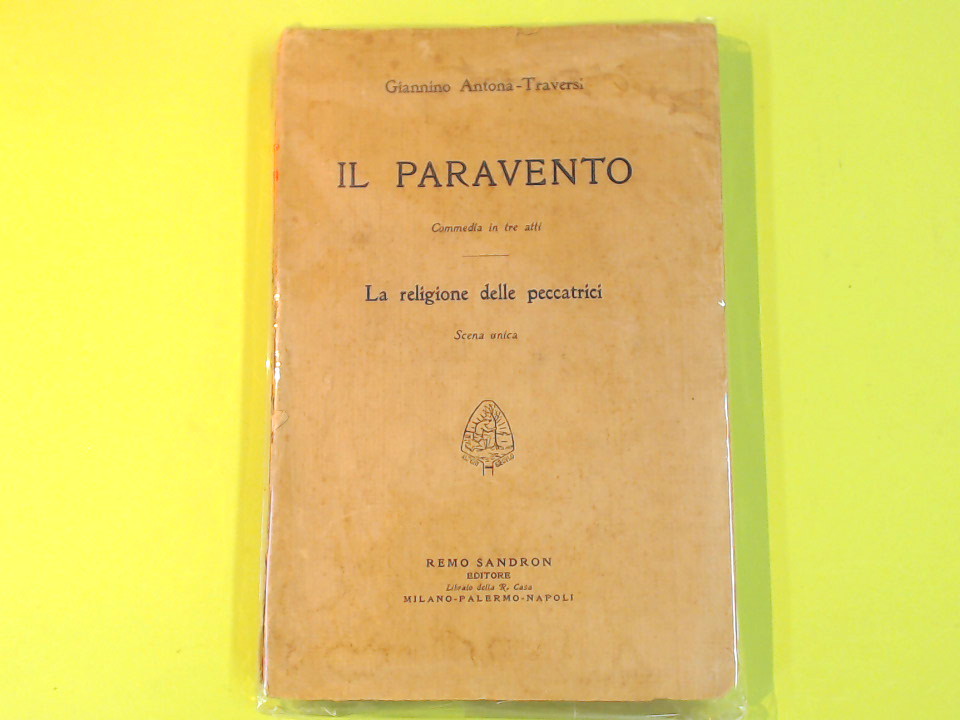 Giannino Antona-Traversi
IL PARAVENTO
Commedia in tre atti
La religione delle peccatrici
Scena unica
REMO SANDRON
EDITORE
Libraio della R. Casa
MILANO-PALERMO-NAPOLI